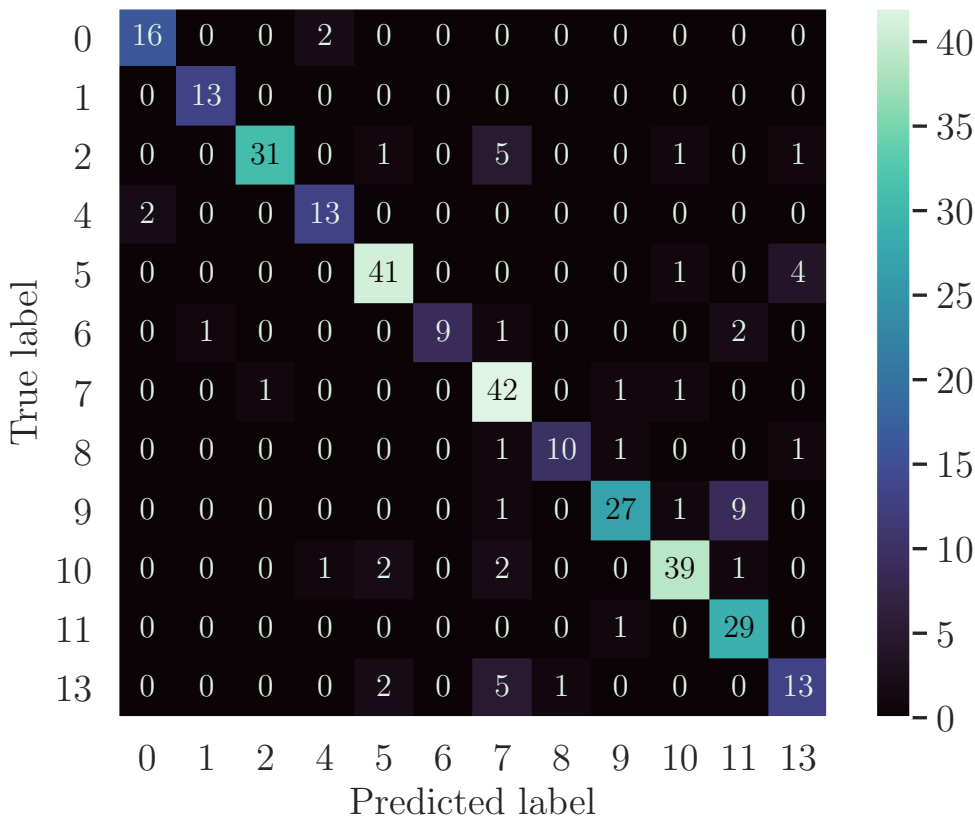 0 16 0 0 2 0 0 0 0 0 0 0 0
1 0 13 0 0 0 0 0 0 0 0 0 0
2 0 0 31 0 1 0 5 0 0 1 0 1
4 2 0 0 13 0 0 0 0 0 0 0 0
5 0 0 0 0 41 0 0 0 0 1 0 4
6 0 1 0 0 0 9 1 0 0 0 2 0
7 0 0 1 0 0 0 42 0 1 1 0 0
8 0 0 0 0 0 0 1 10 1 0 0 1
9 0 0 0 0 0 0 1 0 27 1 9 0
10 0 0 0 1 2 0 2 0 0 39 1 0
11 0 0 0 0 0 0 0 0 1 0 29 0
13 0 0 0 0 2 0 5 1 0 0 0 13
0 1 2 4 5 6 7 8 9 10 11 13
Predicted label
True label
40
35
30
25
20
15
10
5
0